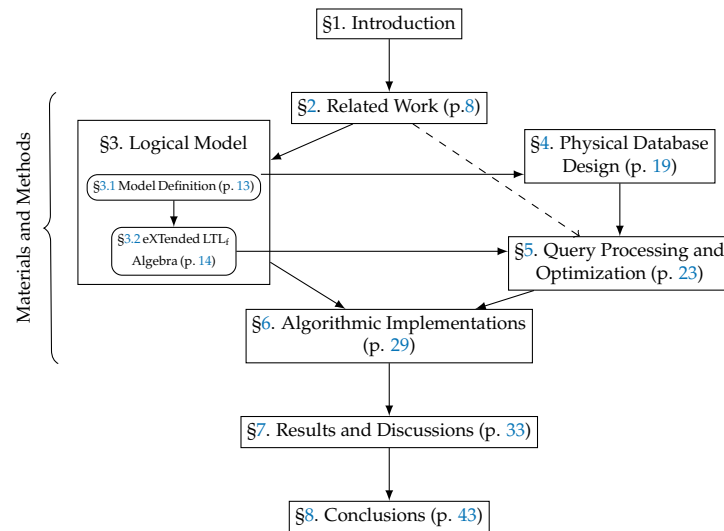 §1. Introduction
§2. Related Work (p.8)
Materials and Methods
§3. Logical Model
§3.1 Model Definition (p. 13)
§3.2 eXTended LTLf
Algebra (p. 14)
§4. Physical Database
Design (p. 19)
§5. Query Processing and
Optimization (p. 23)
§6. Algorithmic Implementations
(p. 29)
§7. Results and Discussions (p. 33)
§8. Conclusions (p. 43)